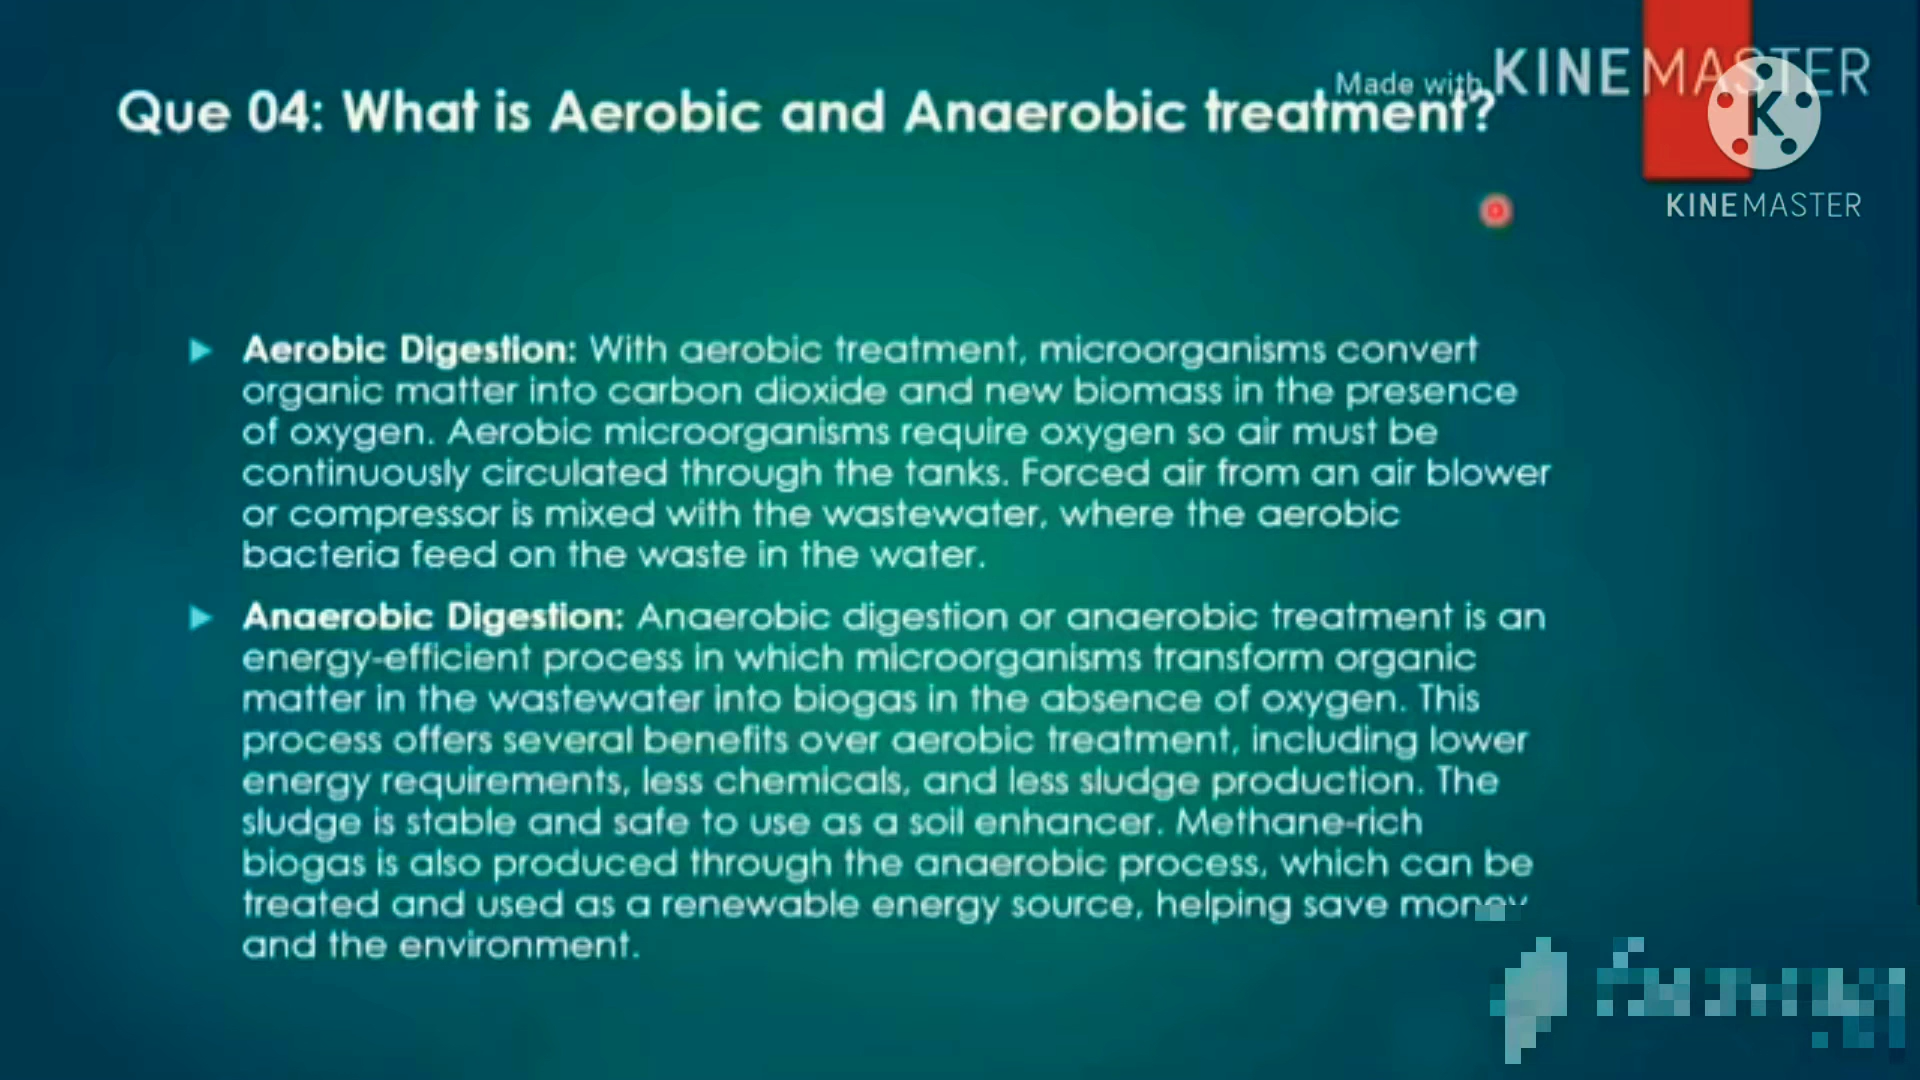 Made with KINEMASTER
Que 04: What is Aerobic and Anaerobic treatment?
K
KINEMASTER
Aerobic Digestion: With aerobic treatment, microorganisms convert
organic matter into carbon dioxide and new biomass in the presence
of oxygen. Aerobic microorganisms require oxygen so air must be
continuously circulated through the tanks. Forced air from an air blower
or compressor is mixed with the wastewater, where the aerobic
bacteria feed on the waste in the water.
Anaerobic Digestion: Anaerobic digestion or anaerobic treatment is an
energy-efficient process in which microorganisms transform organic
matter in the wastewater into biogas in the absence of oxygen. This
process offers several benefits over aerobic treatment, including lower
energy requirements, less chemicals, and less sludge production. The
sludge is stable and safe to use as a soil enhancer. Methane-rich
biogas is also produced through the anaerobic process, which can be
treated and used as a renewable energy source, helping save money
and the environment.